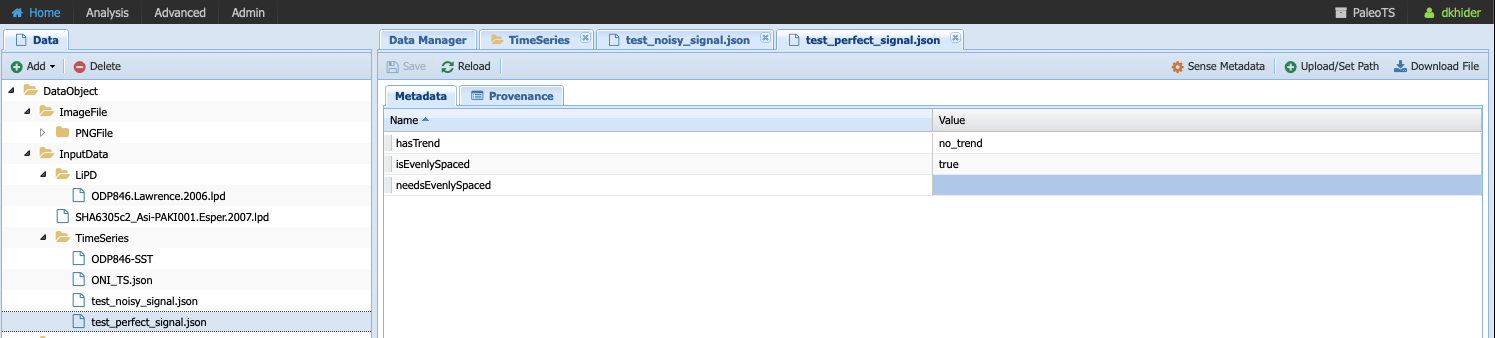 Home Analysis Advanced Admin PaleoTS dkhider
Data
Add Delete
DataObject
ImageFile
PNGFile
InputData
LiPD
ODP846.Lawrence.2006.lpd
SHA6305c2_Asi-PAKI001.Esper.2007.lpd
TimeSeries
ODP846-SST
ONI_TS.json
test_noisy_signal.json
test_perfect_signal.json
Data Manager TimeSeries test_noisy_signal.json test_perfect_signal.json
Save Reload Sense Metadata Upload/Set Path Download File
Metadata Provenance
Name Value
hasTrend no_trend
isEvenlySpaced true
needsEvenlySpaced